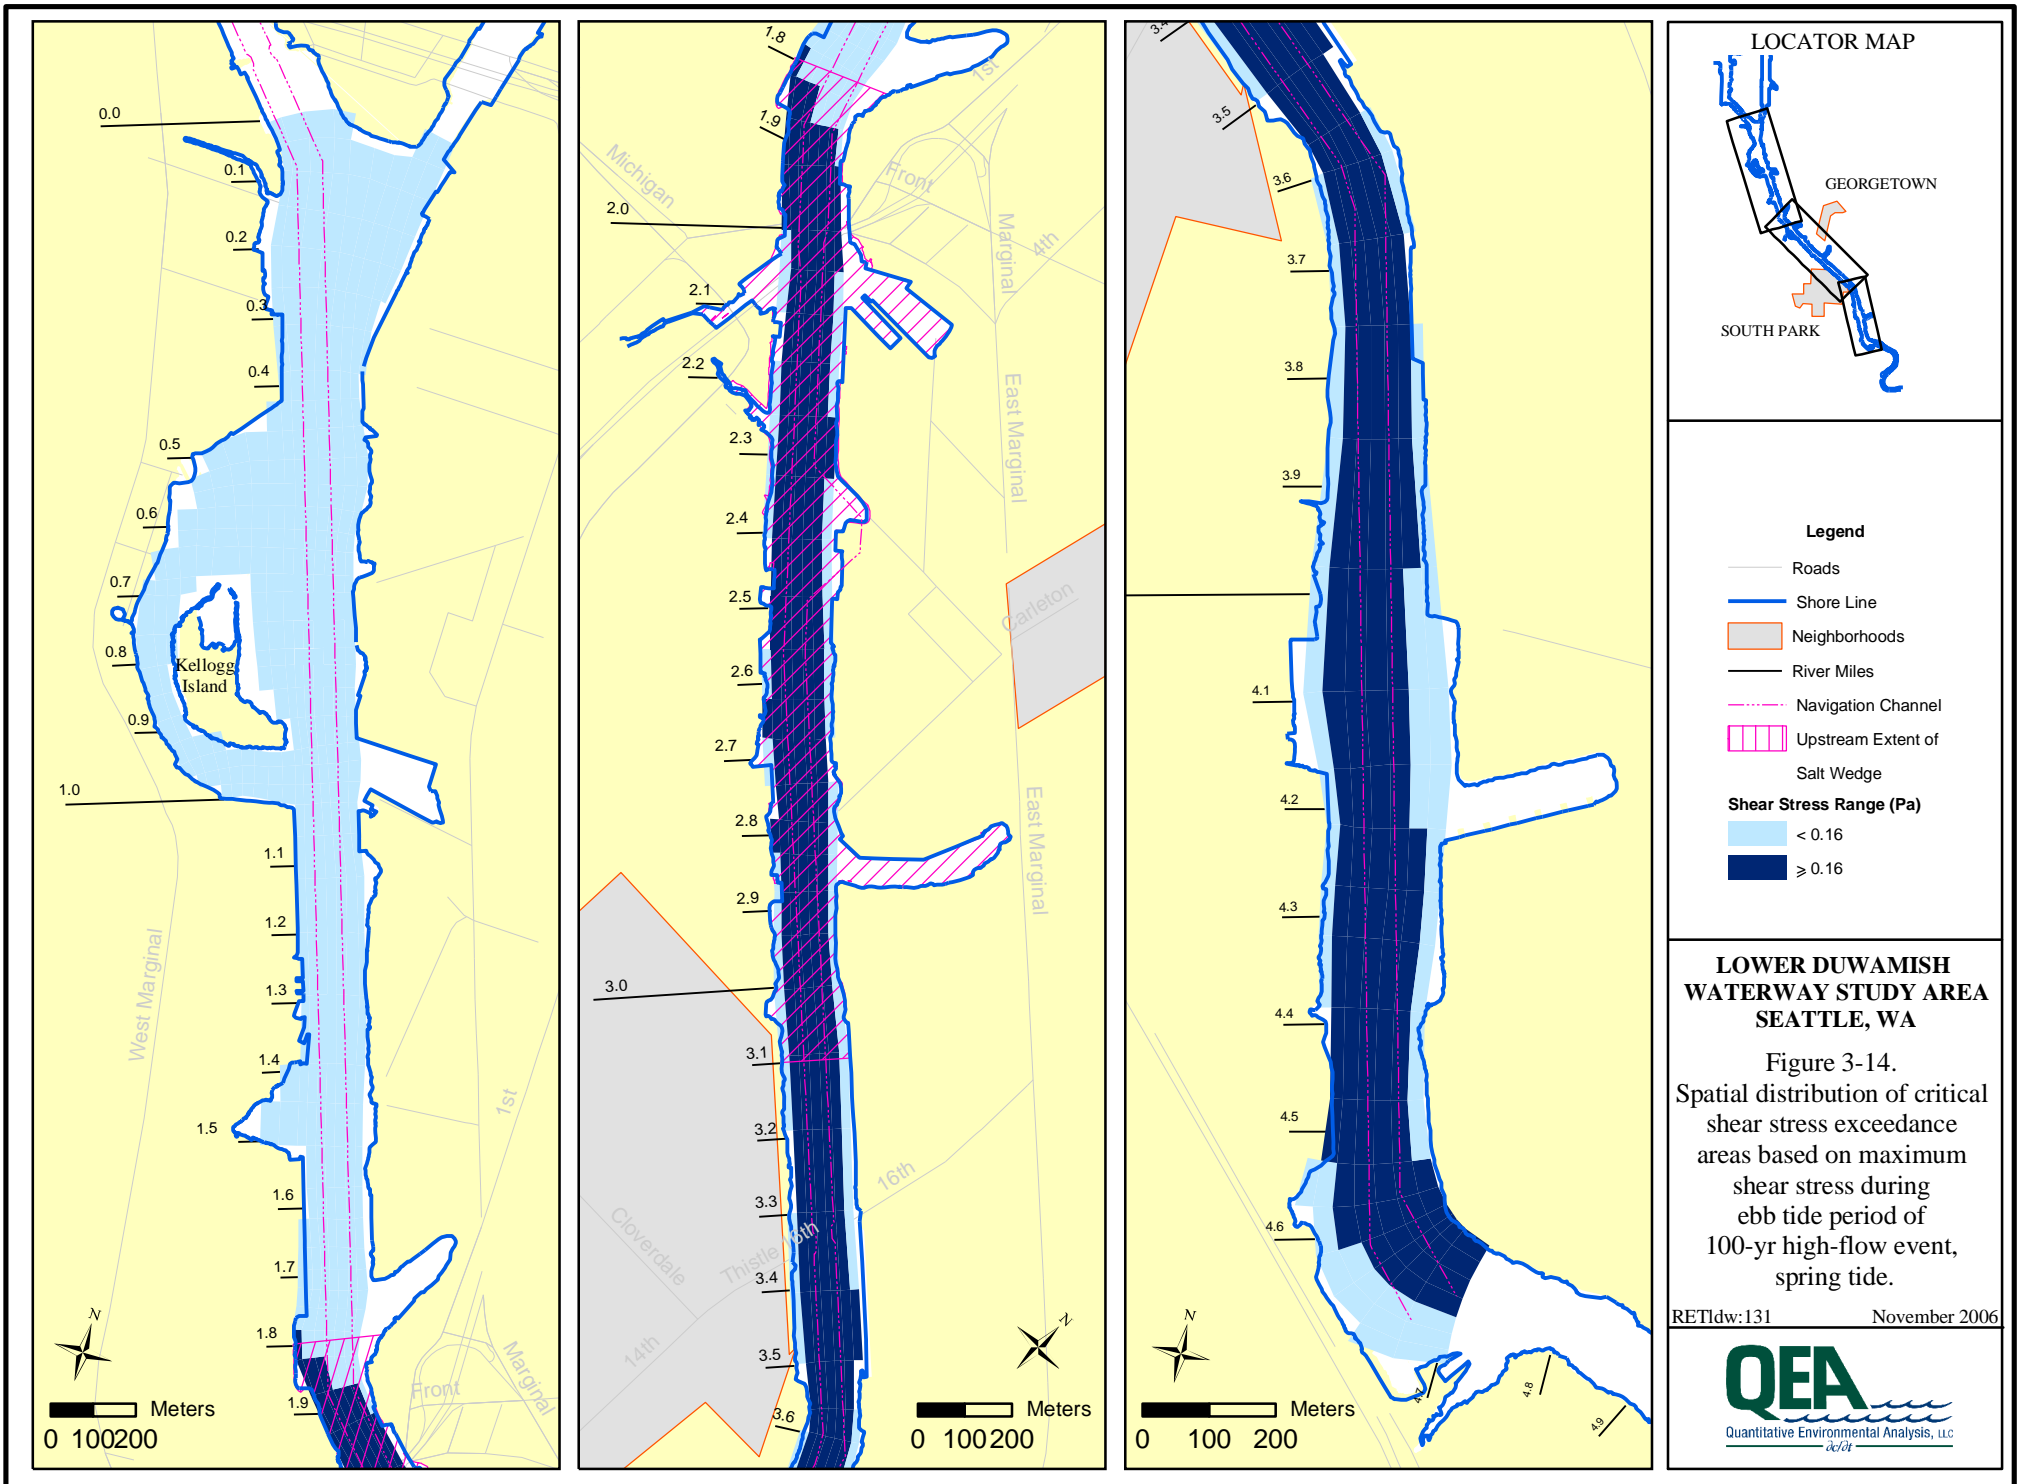 0.0
0.1
0.2
0.3
0.4
0.5
0.6
0.7
0.8
0.9
1.0
1.1
1.2
1.3
1.4
1.5
1.6
1.7
1.8
1.9
Kellogg
Island
West Marginal
1st
Front
Marginal
N
Meters
0 100 200
1.8
1.9
2.0
2.1
2.2
2.3
2.4
2.5
2.6
2.7
2.8
2.9
3.0
3.1
3.2
3.3
3.4
3.5
3.6
Michigan
1st
Front
Marginal
4th
East Marginal
Carleton
East Marginal
16th
Thistle 16th
Cloverdale
14th
N
Meters
0 100 200
3.4
3.5
3.6
3.7
3.8
3.9
4.1
4.2
4.3
4.4
4.5
4.6
4.7
4.8
4.9
N
Meters
0 100 200
LOCATOR MAP
GEORGETOWN
SOUTH PARK
Legend
Roads
Shore Line
Neighborhoods
River Miles
Navigation Channel
Upstream Extent of
Salt Wedge
Shear Stress Range (Pa)
< 0.16
⩾ 0.16
LOWER DUWAMISH
WATERWAY STUDY AREA
SEATTLE, WA
Figure 3-14.
Spatial distribution of critical
shear stress exceedance
areas based on maximum
shear stress during
ebb tide period of
100-yr high-flow event,
spring tide.
RETldw:131 November 2006
QEA
Quantitative Environmental Analysis, LLC
∂c/∂t